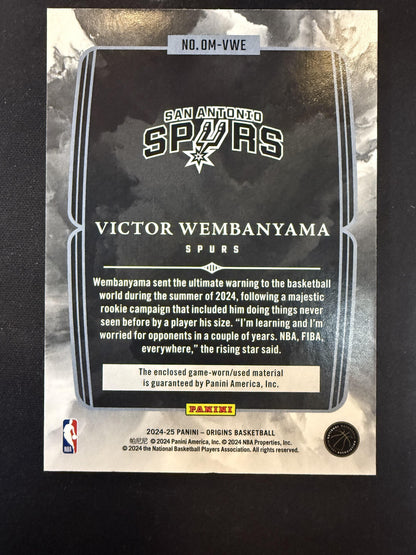 NO. OM-VWE
SAN ANTONIO
SPURS
VICTOR WEMBANYAMA
SPURS
Wembanyama sent the ultimate warning to the basketball
world during the summer of 2024, following a majestic
rookie campaign that included him doing things never
seen before by a player his size. “I’m learning and I’m
worried for opponents in a couple of years. NBA, FIBA,
everywhere,” the rising star said.
The enclosed game-worn/used material
is guaranteed by Panini America, Inc.
PANINI
NBA
2024-25 PANINI – ORIGINS BASKETBALL
帕尼尼 © 2024 Panini America, Inc. © 2024 NBA Properties, Inc.
© 2024 the National Basketball Players Association. All rights reserved.